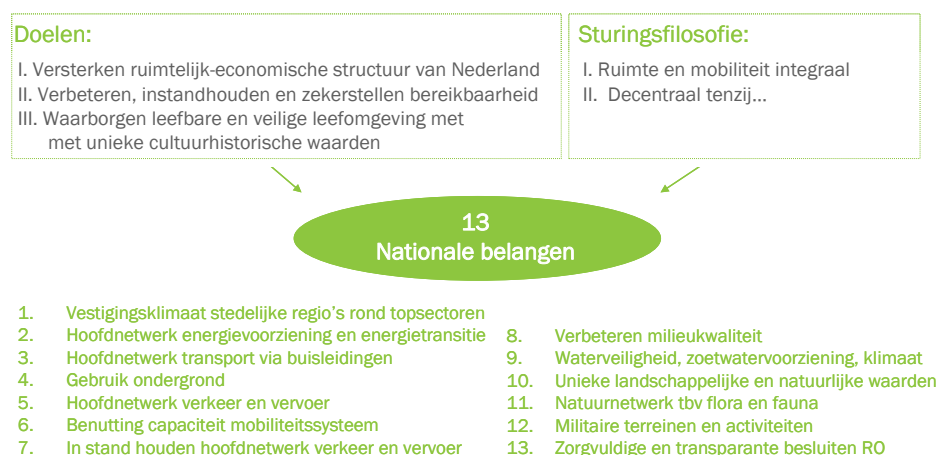 Doelen:
I. Versterken ruimtelijk-economische structuur van Nederland
II. Verbeteren, instandhouden en zekerstellen bereikbaarheid
III. Waarborgen leefbare en veilige leefomgeving met
met unieke cultuurhistorische waarden
Sturingsfilosofie:
I. Ruimte en mobiliteit integraal
II. Decentraal tenzij...
13
Nationale belangen
1. Vestigingsklimaat stedelijke regio's rond topsectoren
2. Hoofdnetwerk energievoorziening en energietransitie
3. Hoofdnetwerk transport via buisleidingen
4. Gebruik ondergrond
5. Hoofdnetwerk verkeer en vervoer
6. Benutting capaciteit mobiliteitssysteem
7. In stand houden hoofdnetwerk verkeer en vervoer
8. Verbeteren milieukwaliteit
9. Waterveiligheid, zoetwatervoorziening, klimaat
10. Unieke landschappelijke en natuurlijke waarden
11. Natuurnetwerk tbv flora en fauna
12. Militaire terreinen en activiteiten
13. Zorgvuldige en transparante besluiten RO